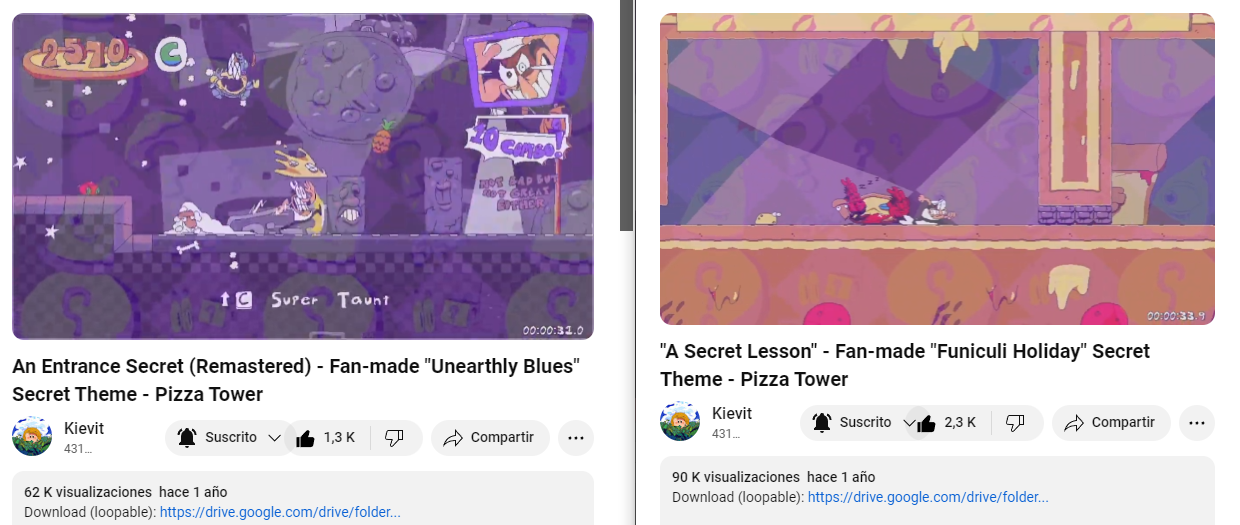 2570
C
10 COMBO!
NOT BAD BUT
NOT GREAT
EITHER
↑ C Super Taunt
00:00:32.0
An Entrance Secret (Remastered) - Fan-made "Unearthly Blues"
Secret Theme - Pizza Tower
Kievit
431...
Suscrito
1,3 K
Compartir
62 K visualizaciones hace 1 año
Download (loopable): https://drive.google.com/drive/folder...
zzz
00:00:33.9
"A Secret Lesson" - Fan-made "Funiculi Holiday" Secret
Theme - Pizza Tower
Kievit
431...
Suscrito
2,3 K
Compartir
90 K visualizaciones hace 1 año
Download (loopable): https://drive.google.com/drive/folder...